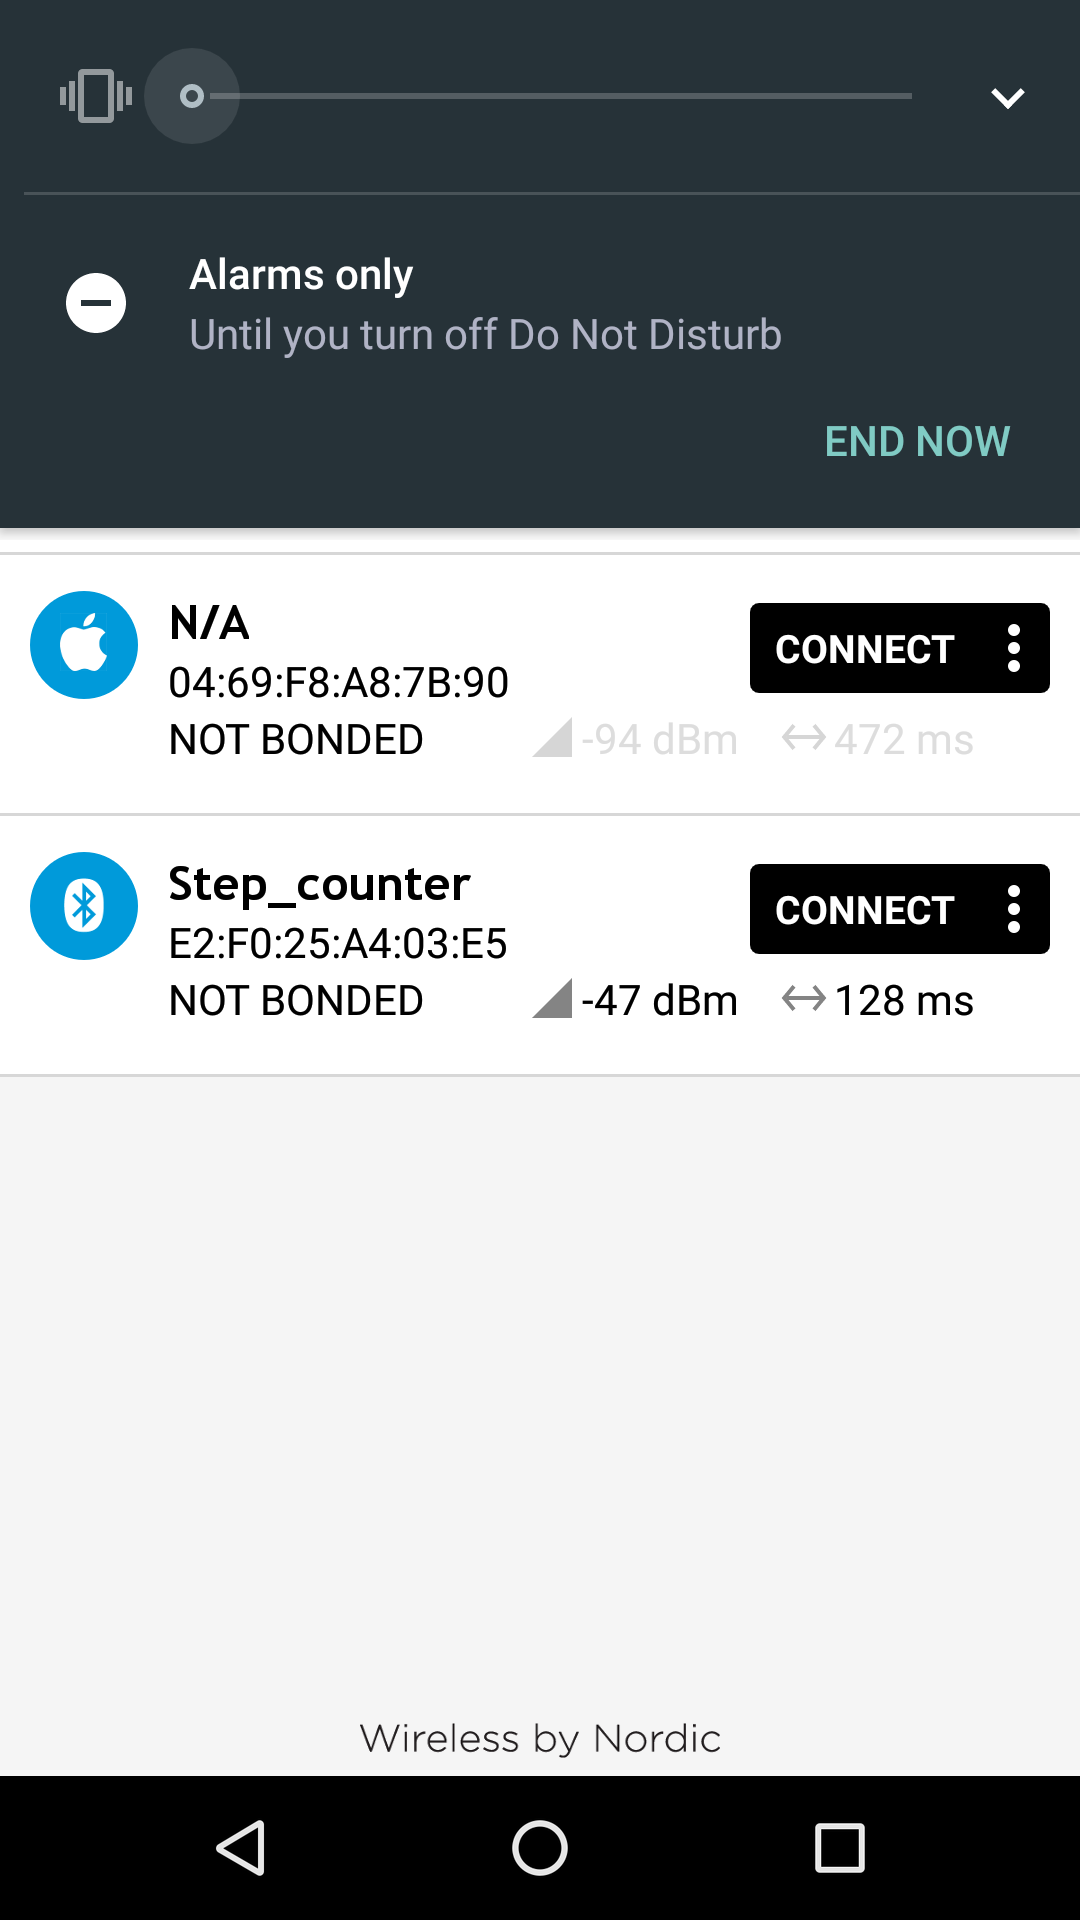 Alarms only
Until you turn off Do Not Disturb
END NOW
N/A
CONNECT
04:69:F8:A8:7B:90
NOT BONDED -94 dBm 472 ms
Step_counter
CONNECT
E2:F0:25:A4:03:E5
NOT BONDED -47 dBm 128 ms
Wireless by Nordic